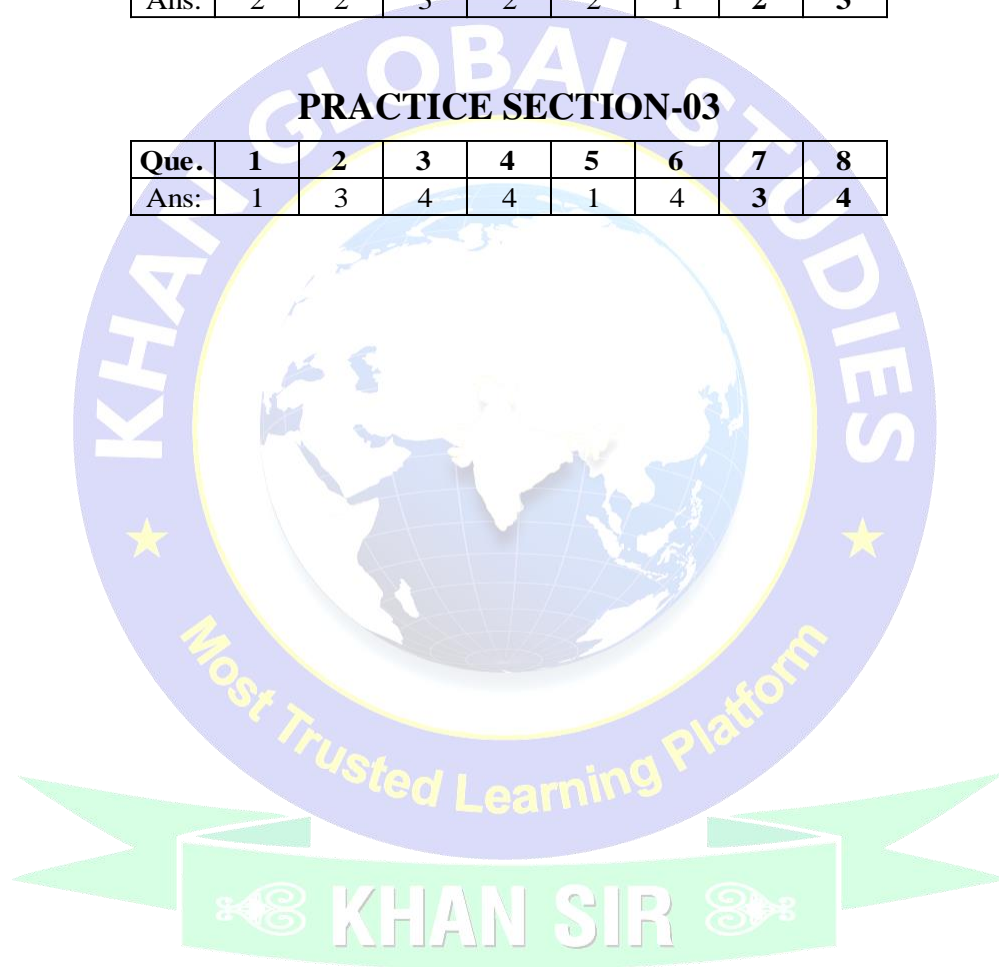 Ans: 2 2 3 2 2 1 2 3
PRACTICE SECTION-03
Que. 1 2 3 4 5 6 7 8
Ans: 1 3 4 4 1 4 3 4
KHAN GLOBAL STUDIES
Most Trusted Learning Platform
KHAN SIR